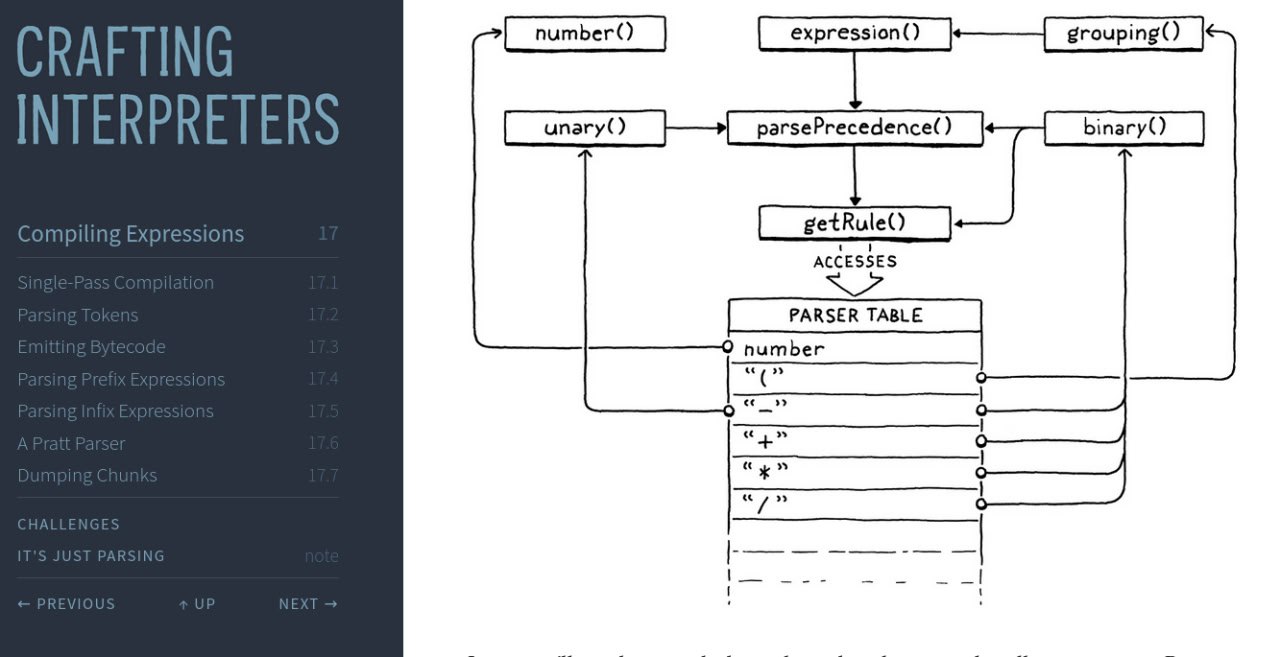 CRAFTING
INTERPRETERS
Compiling Expressions 17
Single-Pass Compilation 17.1
Parsing Tokens 17.2
Emitting Bytecode 17.3
Parsing Prefix Expressions 17.4
Parsing Infix Expressions 17.5
A Pratt Parser 17.6
Dumping Chunks 17.7
CHALLENGES
IT'S JUST PARSING note
← PREVIOUS ↑ UP NEXT →
number() expression() grouping()
unary() parsePrecedence() binary()
getRule()
ACCESSES
PARSER TABLE
number
“(”
“-”
“+”
“*”
“/”